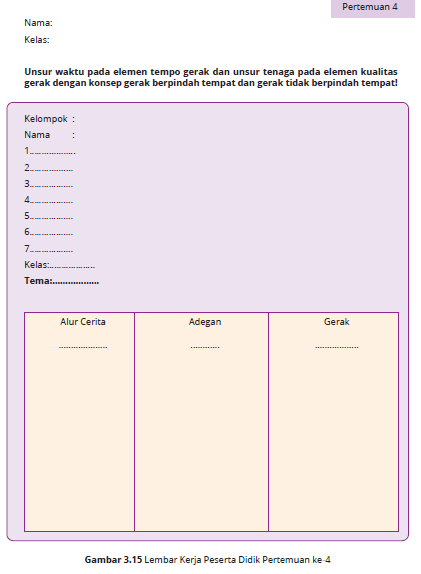 Pertemuan 4
Nama:
Kelas:
Unsur waktu pada elemen tempo gerak dan unsur tenaga pada elemen kualitas
gerak dengan konsep gerak berpindah tempat dan gerak tidak berpindah tempat!
Kelompok :
Nama :
1..................
2.................
3.................
4.................
5.................
6.................
7.................
Kelas:..................
Tema:..................
Alur Cerita Adegan Gerak
................... ............ .................
Gambar 3.15 Lembar Kerja Peserta Didik Pertemuan ke-4